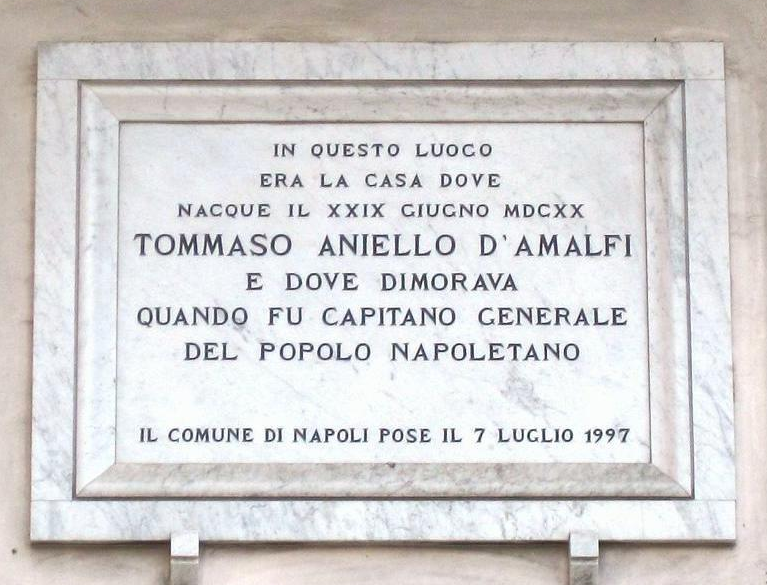 IN QUESTO LUOGO
ERA LA CASA DOVE
NACQUE IL XXIX GIUGNO MDCXX
TOMMASO ANIELLO D'AMALFI
E DOVE DIMORAVA
QUANDO FU CAPITANO GENERALE
DEL POPOLO NAPOLETANO
IL COMUNE DI NAPOLI POSE IL 7 LUGLIO 1997